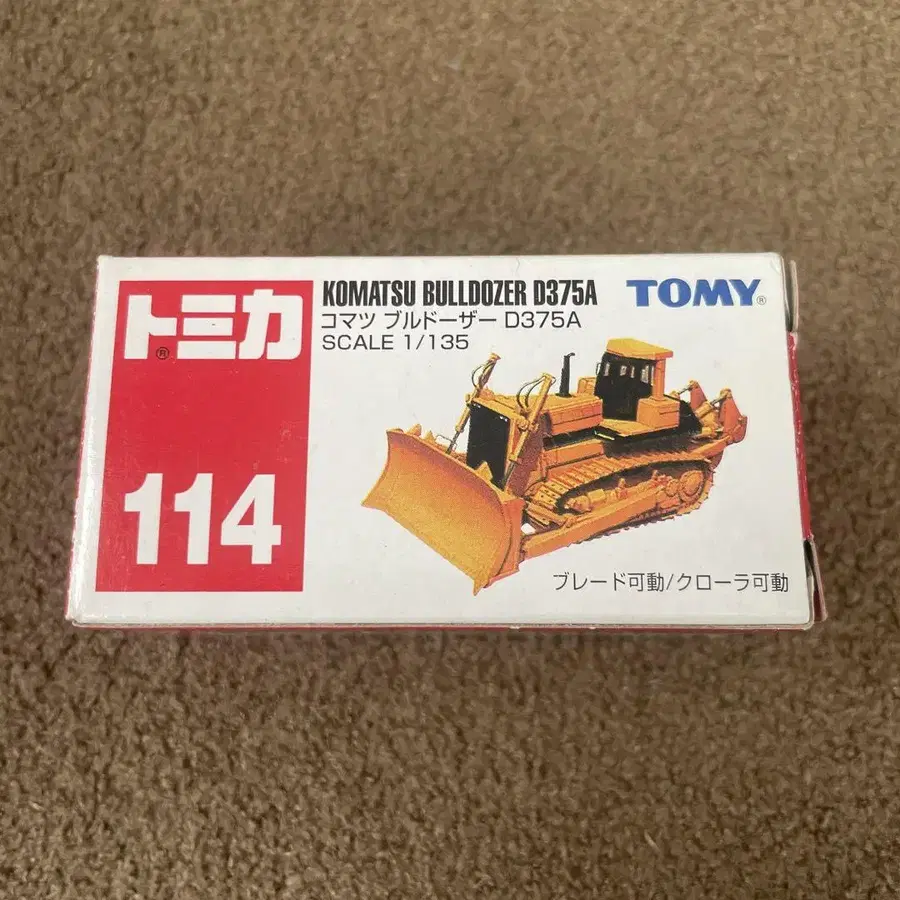 トミカ®
114
KOMATSU BULLDOZER D375A
コマツ ブルドーザー D375A
SCALE 1/135
TOMY®
ブレード可動/クローラ可動